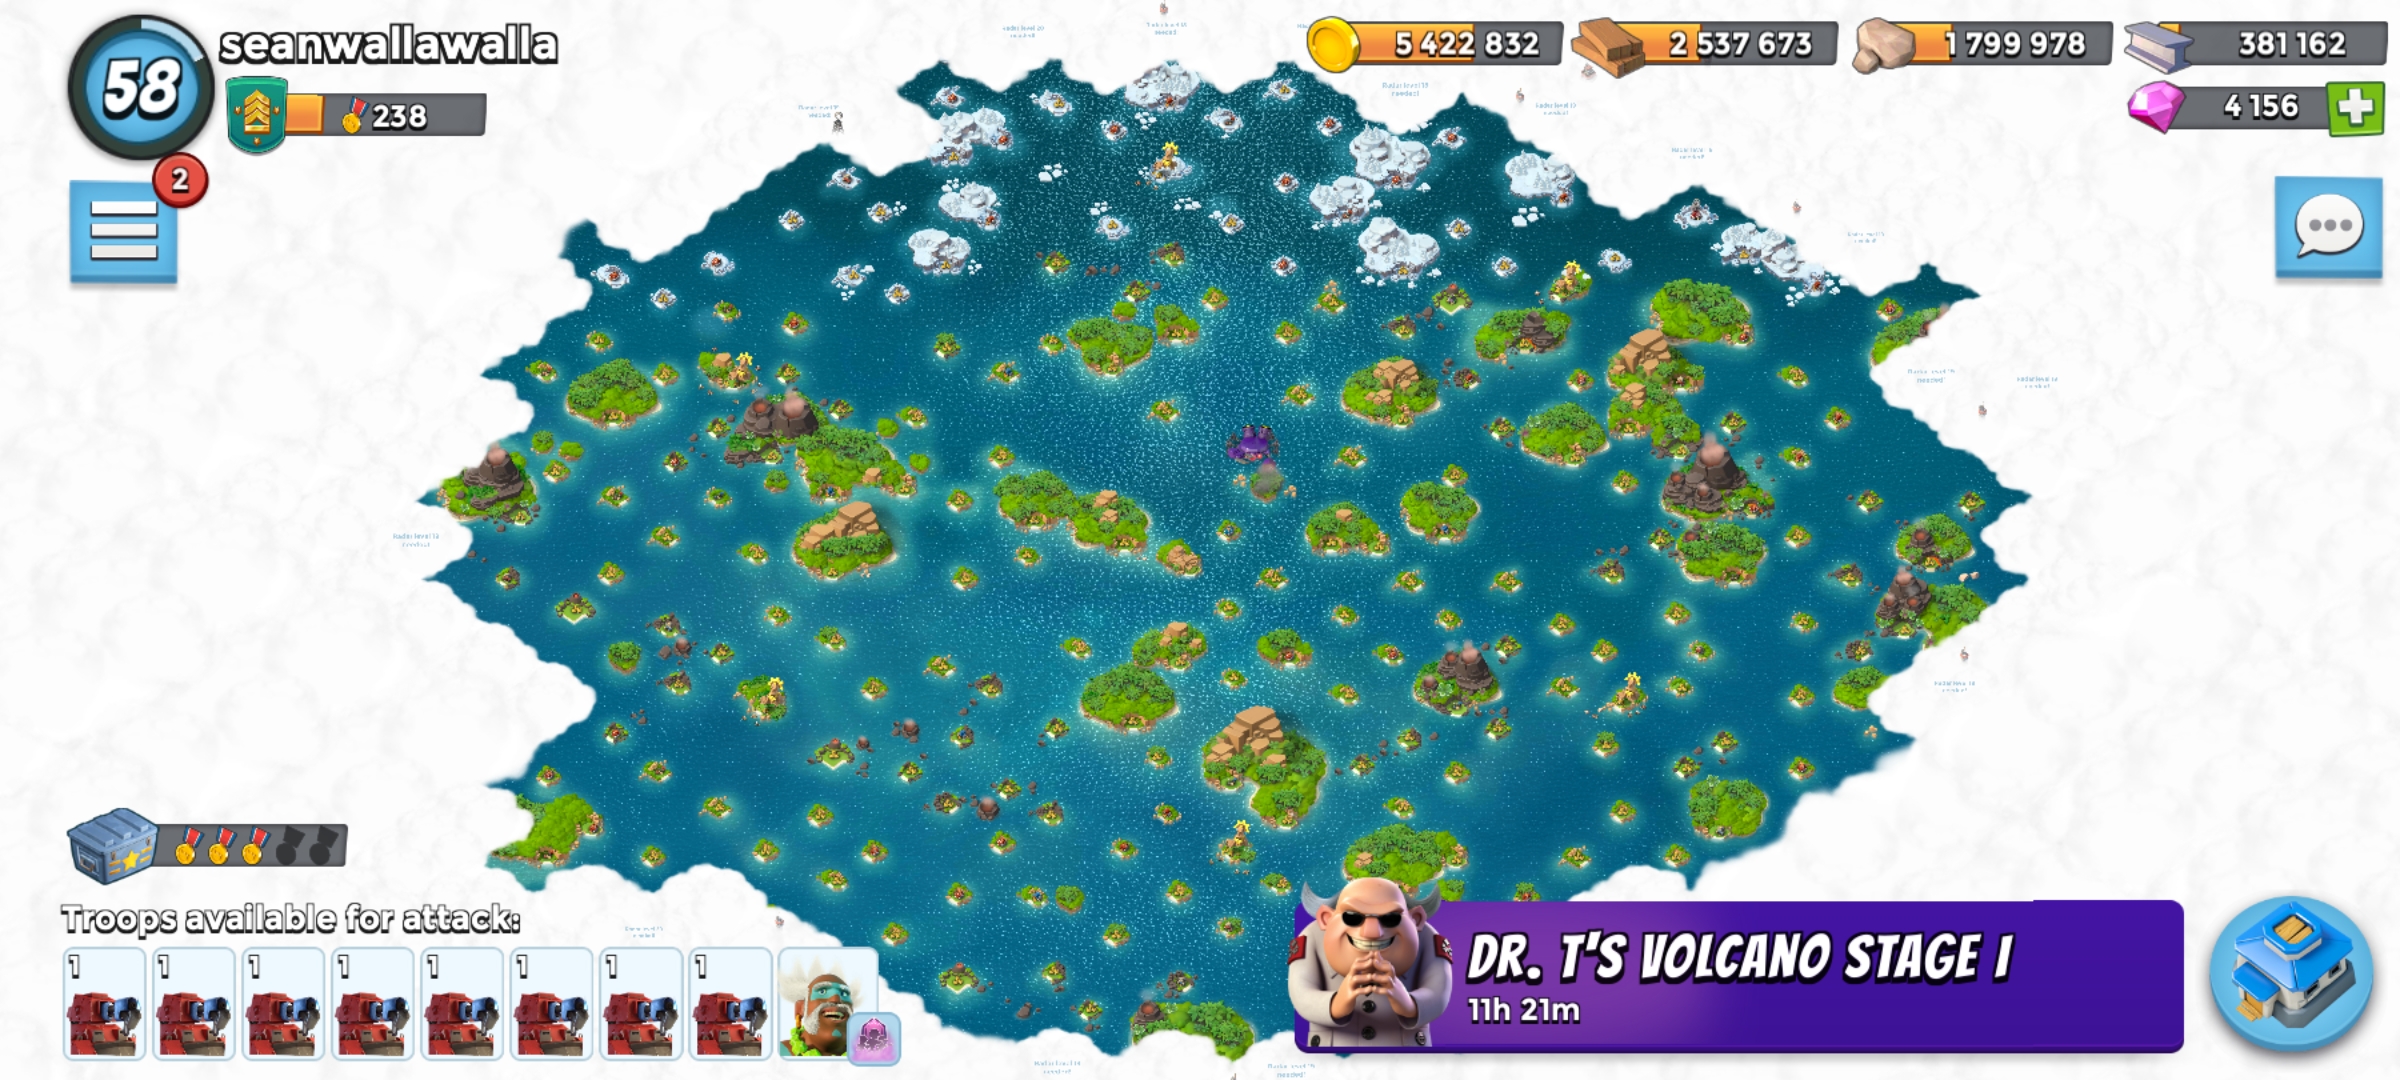 58
seanwallawalla
238
5 422 832
2 537 673
1 799 978
381 162
4 156
2
Troops available for attack:
1
1
1
1
1
1
1
1
DR. T'S VOLCANO STAGE I
11h 21m